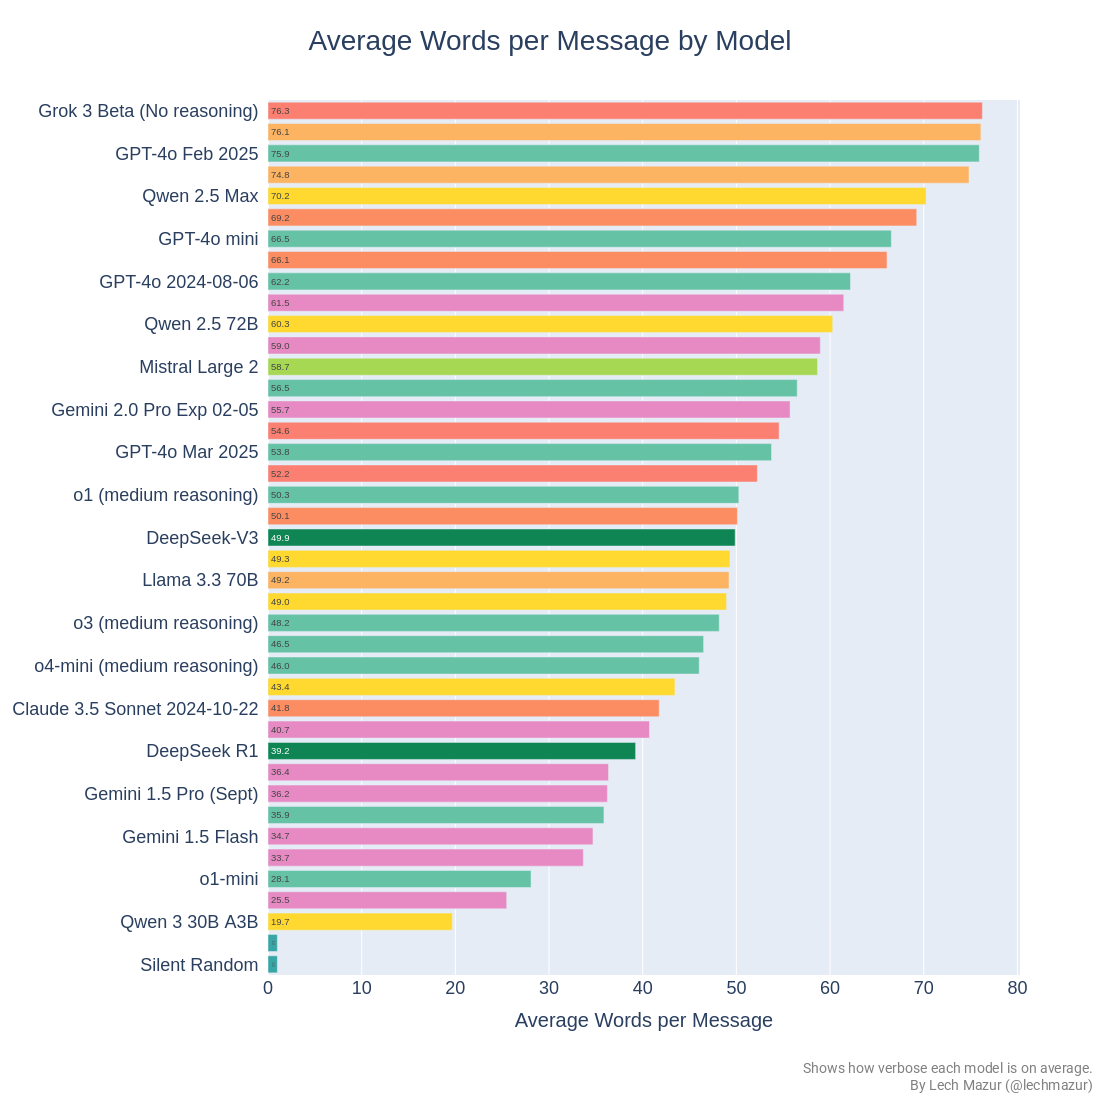 Average Words per Message by Model
Grok 3 Beta (No reasoning) 76.3
76.1
GPT-4o Feb 2025 75.9
74.8
Qwen 2.5 Max 70.2
69.2
GPT-4o mini 66.5
66.1
GPT-4o 2024-08-06 62.2
61.5
Qwen 2.5 72B 60.3
59.0
Mistral Large 2 58.7
56.5
Gemini 2.0 Pro Exp 02-05 55.7
54.6
GPT-4o Mar 2025 53.8
52.2
o1 (medium reasoning) 50.3
50.1
DeepSeek-V3 49.9
49.3
Llama 3.3 70B 49.2
49.0
o3 (medium reasoning) 48.2
46.5
o4-mini (medium reasoning) 46.0
43.4
Claude 3.5 Sonnet 2024-10-22 41.8
40.7
DeepSeek R1 39.2
36.4
Gemini 1.5 Pro (Sept) 36.2
35.9
Gemini 1.5 Flash 34.7
33.7
o1-mini 28.1
25.5
Qwen 3 30B A3B 19.7
Silent Random
0 10 20 30 40 50 60 70 80
Average Words per Message
Shows how verbose each model is on average.
By Lech Mazur (@lechmazur)